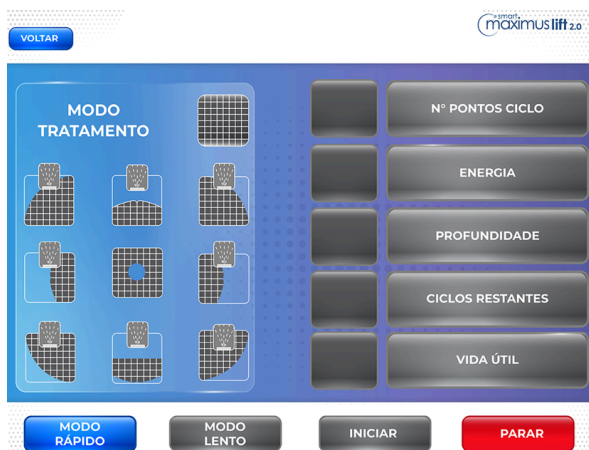 smart
maximus lift 2.0
VOLTAR
MODO
TRATAMENTO
Nº PONTOS CICLO
ENERGIA
PROFUNDIDADE
CICLOS RESTANTES
VIDA ÚTIL
MODO
RÁPIDO
MODO
LENTO
INICIAR
PARAR